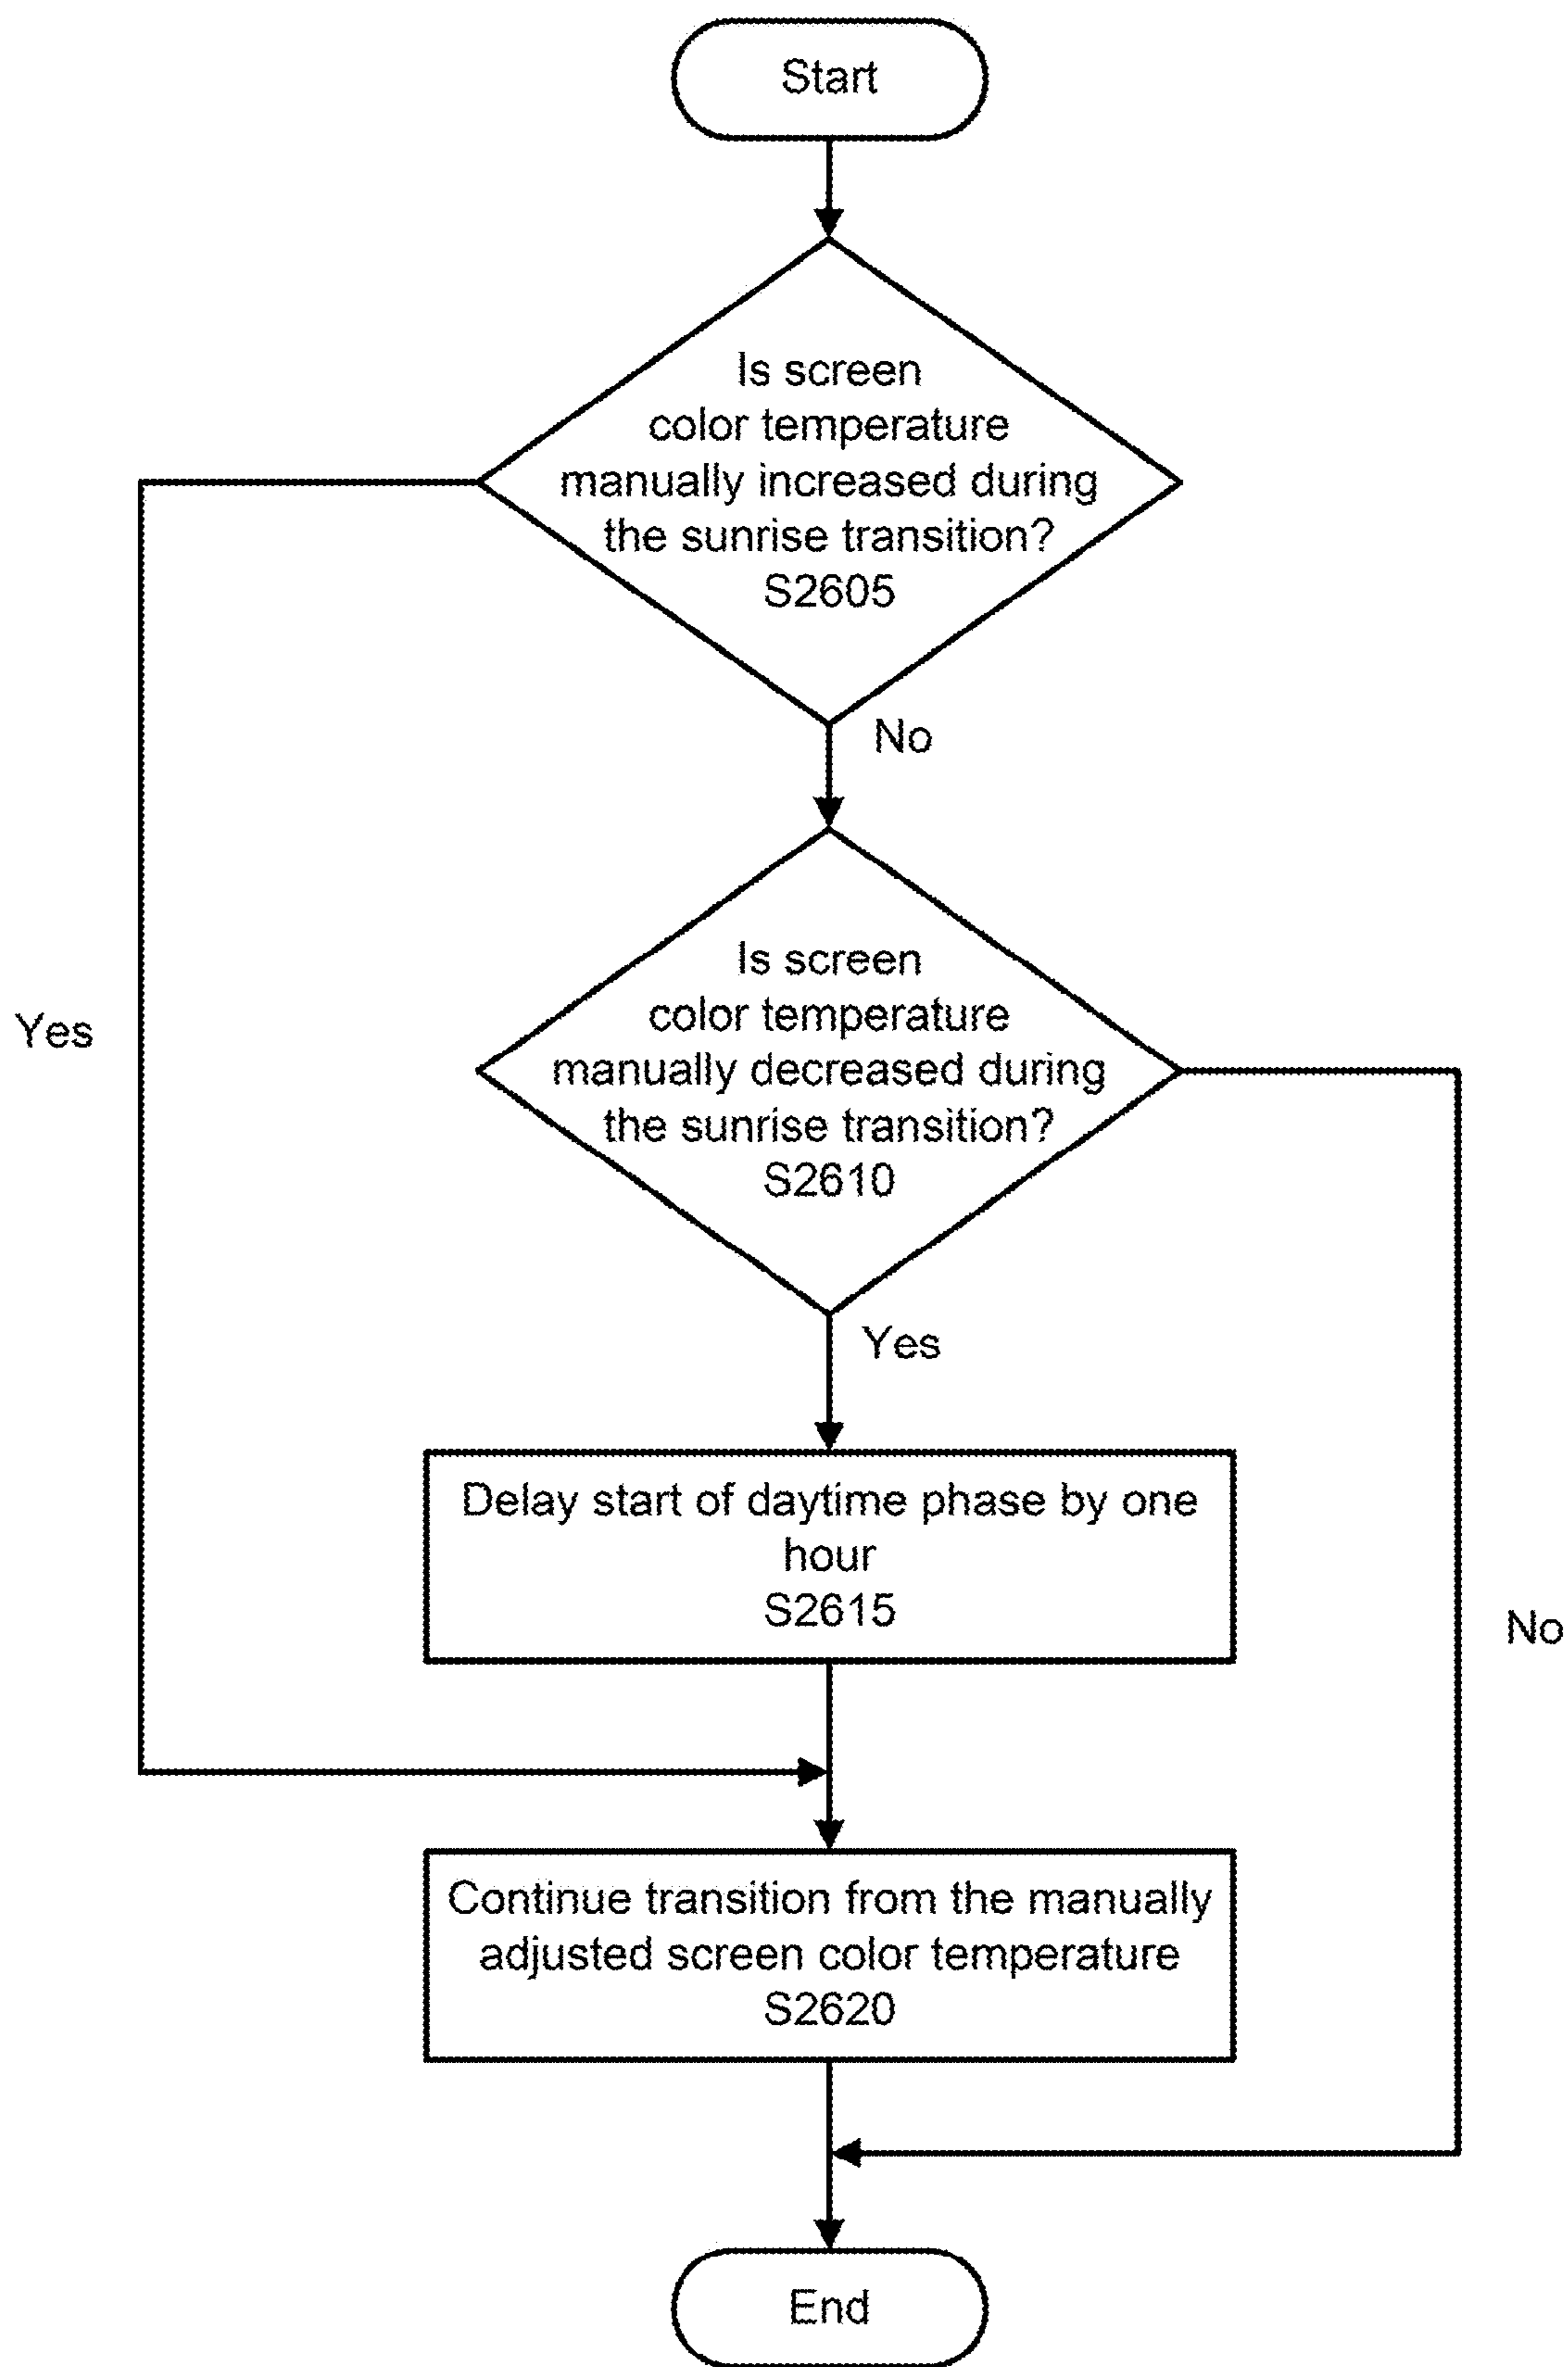 Start
Is screen
color temperature
manually increased during
the sunrise transition?
S2605
No
Is screen
color temperature
manually decreased during
the sunrise transition?
S2610
Yes
Yes
Delay start of daytime phase by one
hour
S2615
No
Continue transition from the manually
adjusted screen color temperature
S2620
End